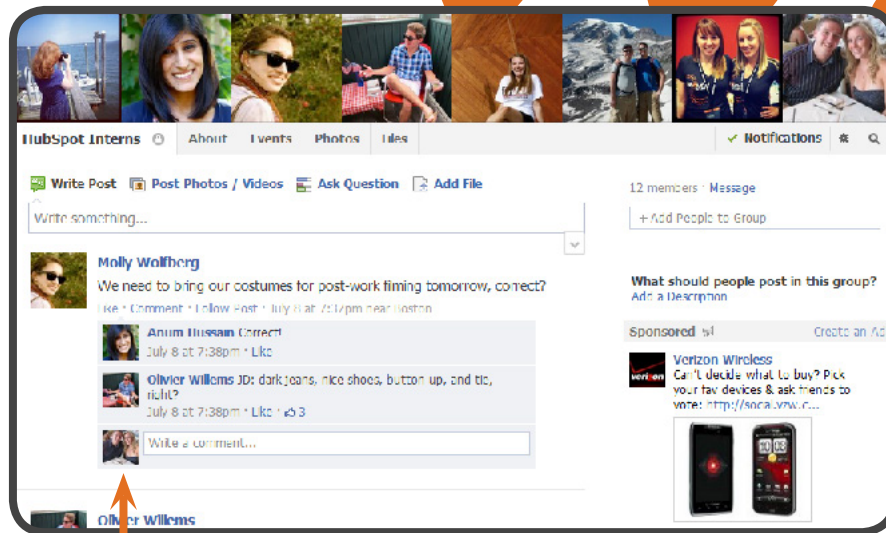 HubSpot Interns About Events Photos Files
Notifications
Write Post Post Photos / Videos Ask Question Add File
Write something...
Molly Wolfberg
We need to bring our costumes for post-work filming tomorrow, correct?
Like · Comment · Follow Post · July 8 at 7:37pm near Boston
Anum Hussain Correct!
July 8 at 7:38pm · Like
Olivier Willems JD: dark jeans, nice shoes, button up, and tie,
right?
July 8 at 7:38pm · Like · 3
Write a comment...
Olivier Willems
12 members · Message
+ Add People to Group
What should people post in this group?
Add a Description
Sponsored
Create an Ad
Verizon Wireless
verizon
Can't decide what to buy? Pick
your fav devices & ask friends to
vote: http://social.vzw.c...